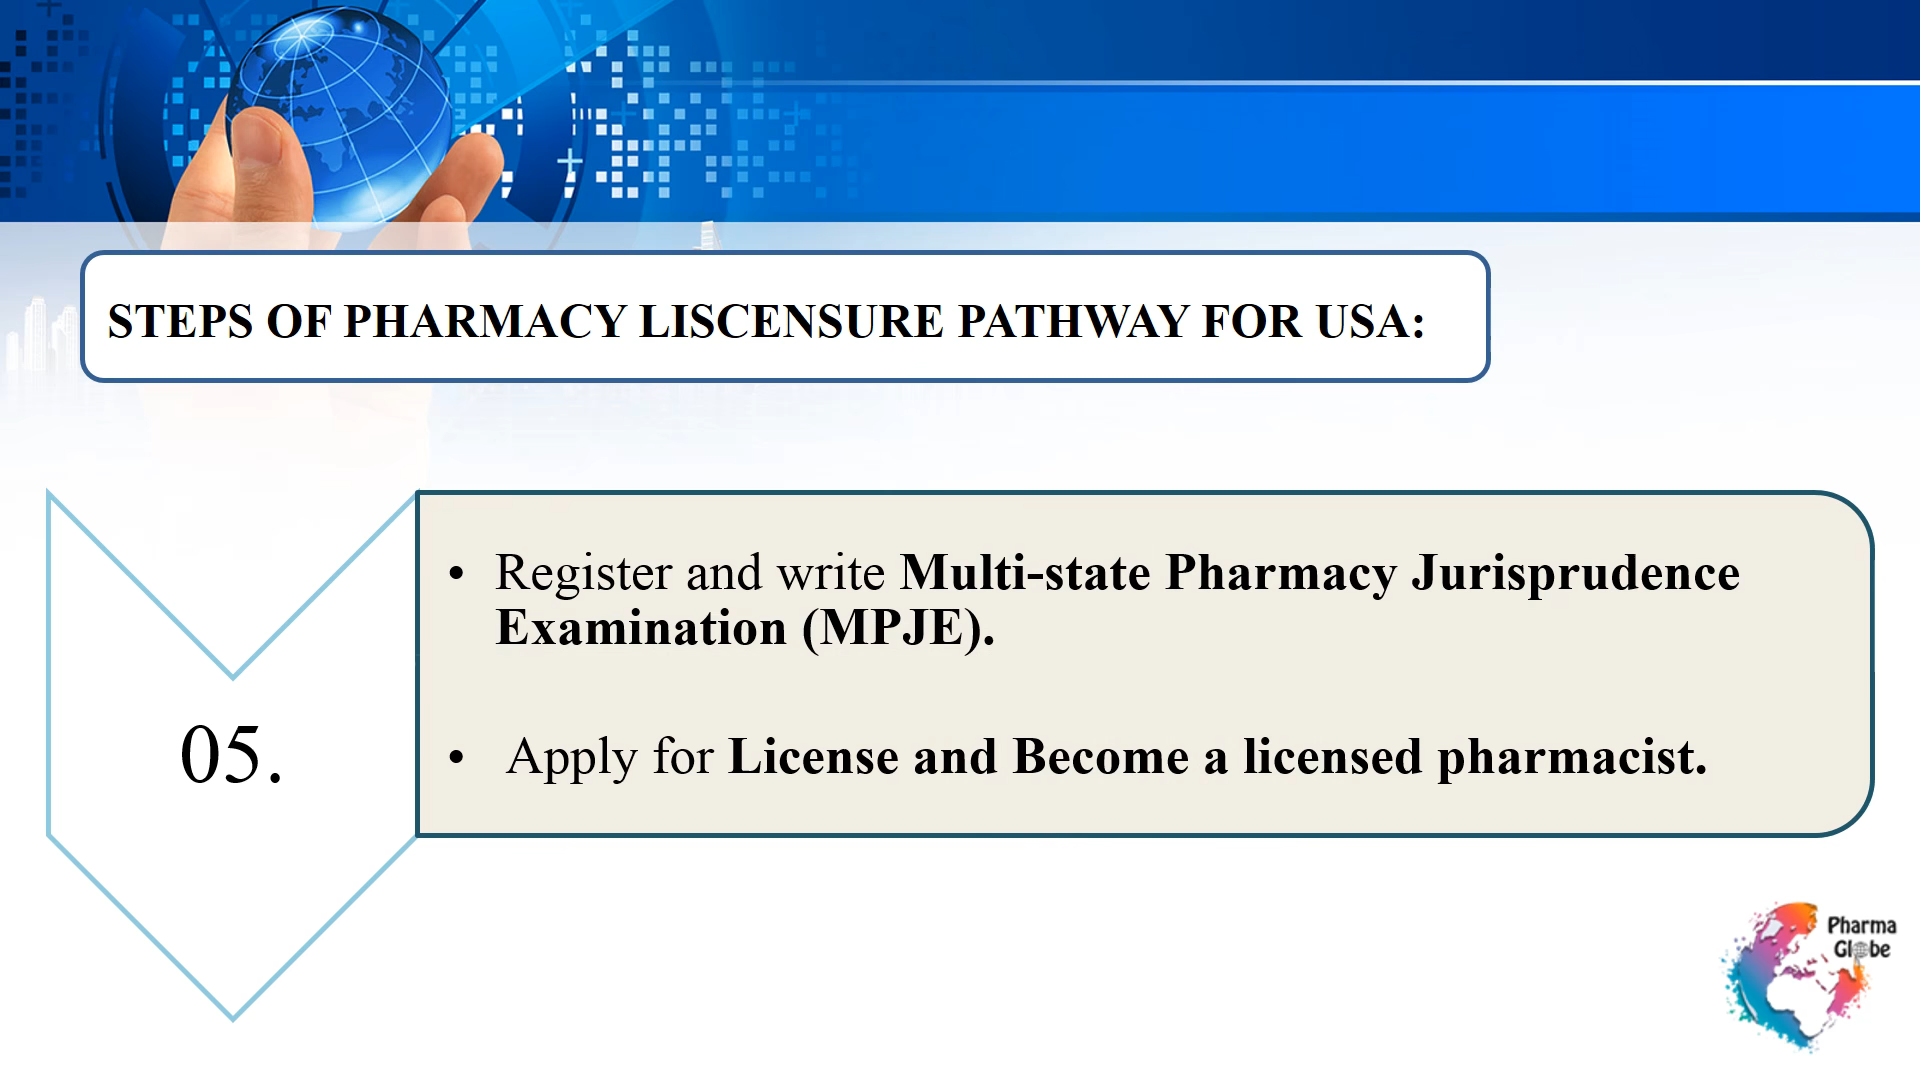 STEPS OF PHARMACY LISCENSURE PATHWAY FOR USA:
05.
• Register and write Multi-state Pharmacy Jurisprudence
Examination (MPJE).
• Apply for License and Become a licensed pharmacist.
Pharma
Globe